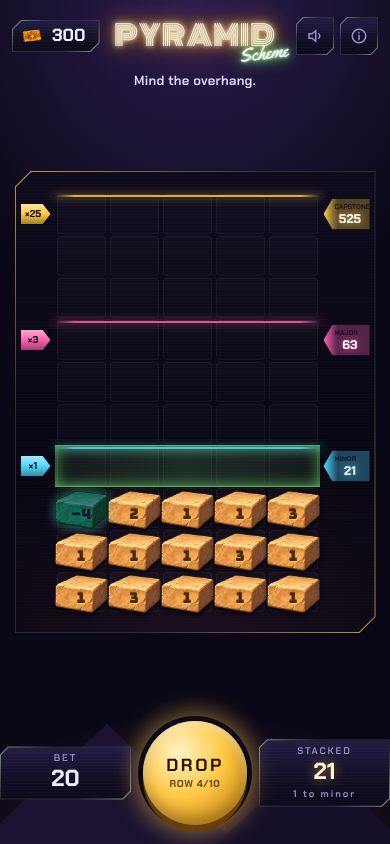 300
PYRAMID
Scheme
Mind the overhang.
×25
CAPSTONE
525
×3
MAJOR
63
×1
MINOR
21
-4 2 1 1 3
1 1 1 3 1
1 3 1 1 1
BET
20
DROP
ROW 4/10
STACKED
21
1 to minor